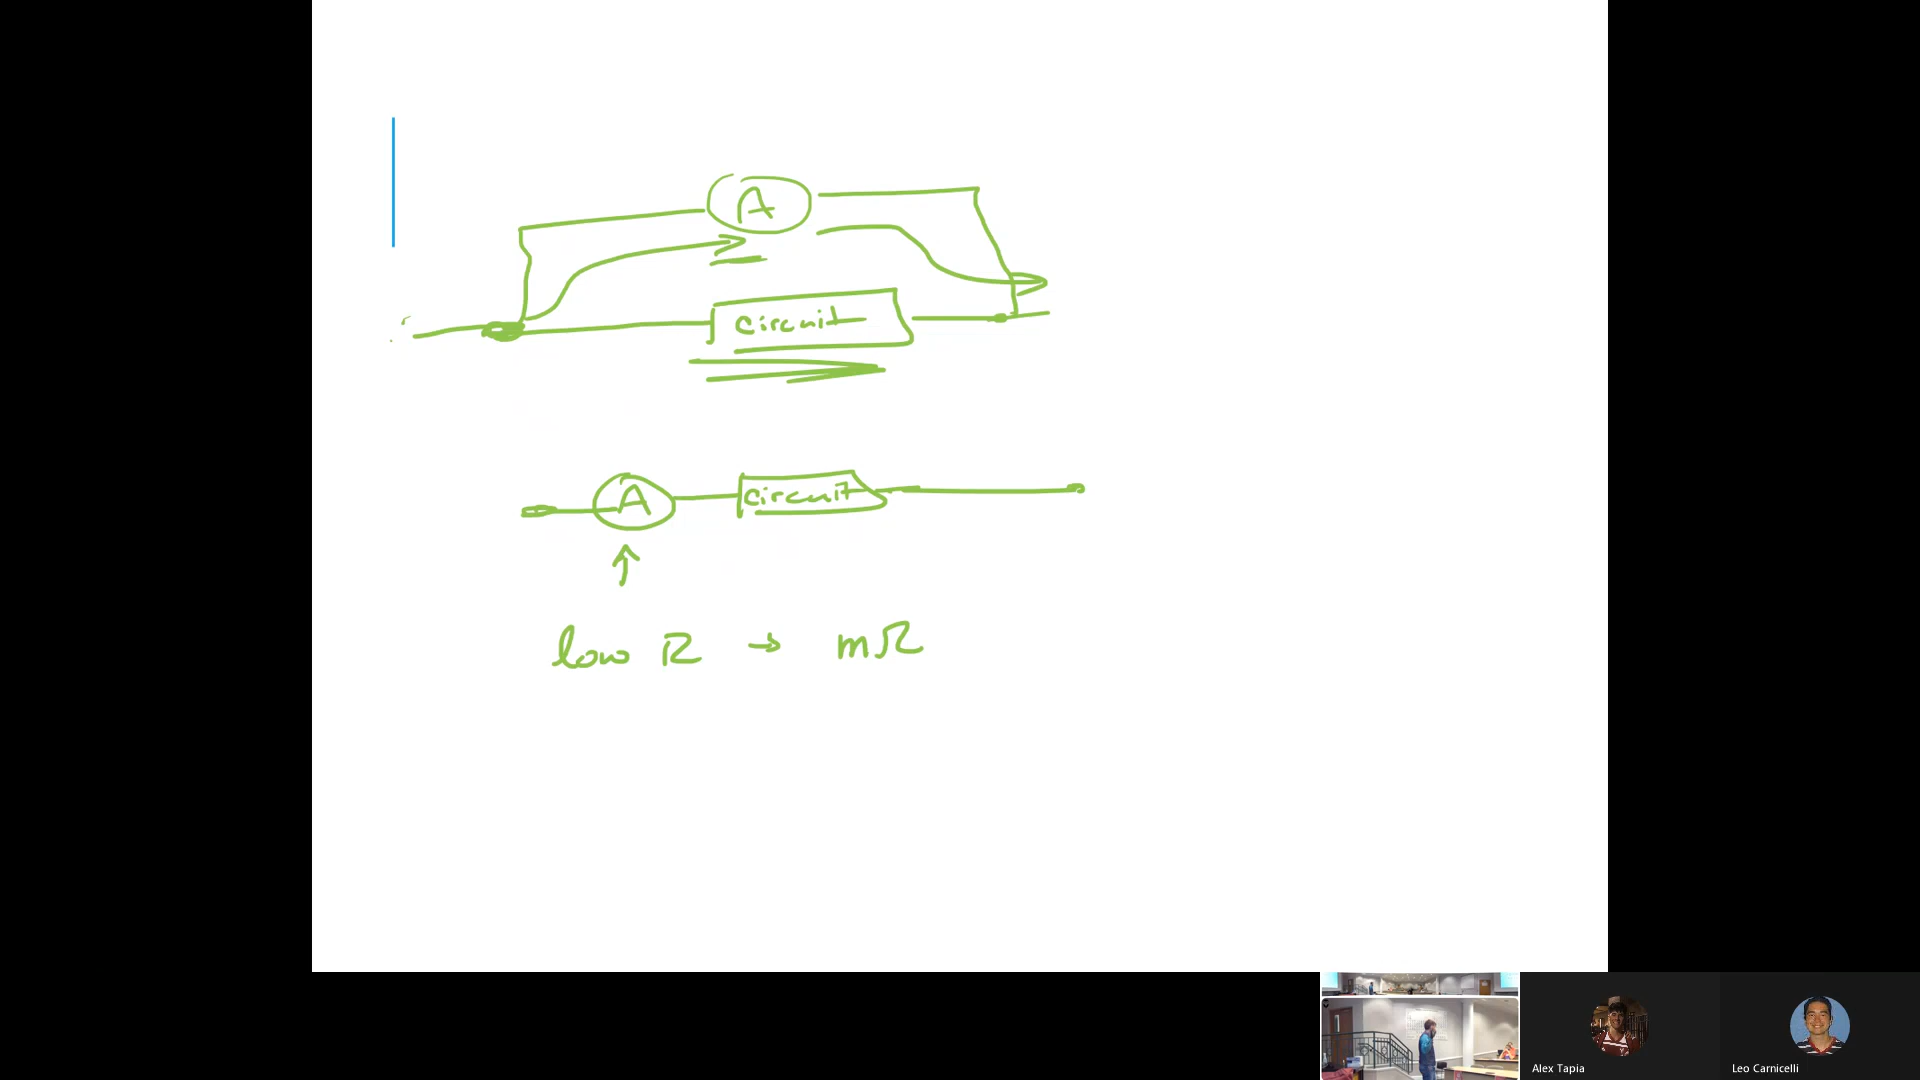 A
circuit
A
circuit
low R → mΩ
Alex Tapia
Leo Carnicelli